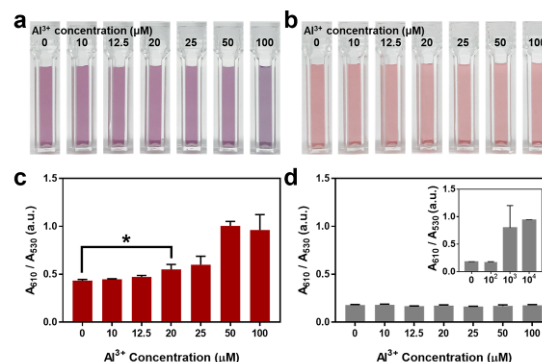 a
Al³⁺ concentration (μM)
0 10 12.5 20 25 50 100
b
Al³⁺ concentration (μM)
0 10 12.5 20 25 50 100
c
A₆₁₀ / A₅₃₀ (a.u.)
1.5
1.0
0.5
0.0
*
0 10 12.5 20 25 50 100
Al³⁺ Concentration (μM)
d
A₆₁₀ / A₅₃₀ (a.u.)
1.5
1.0
0.5
0.0
A₆₁₀ / A₅₃₀ (a.u.)
1.5
1.0
0.5
0.0
0 10² 10³ 10⁴
0 10 12.5 20 25 50 100
Al³⁺ Concentration (μM)